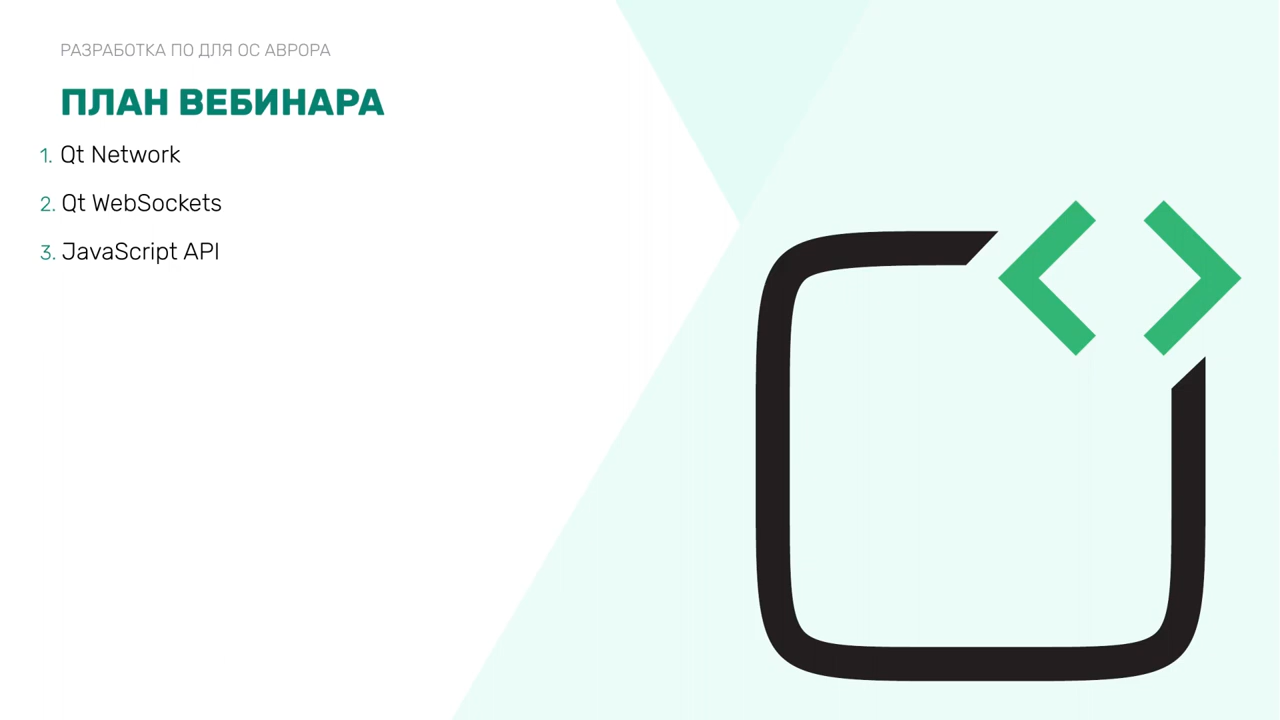 РАЗРАБОТКА ПО ДЛЯ ОС АВРОРА
ПЛАН ВЕБИНАРА
1. Qt Network
2. Qt WebSockets
3. JavaScript API